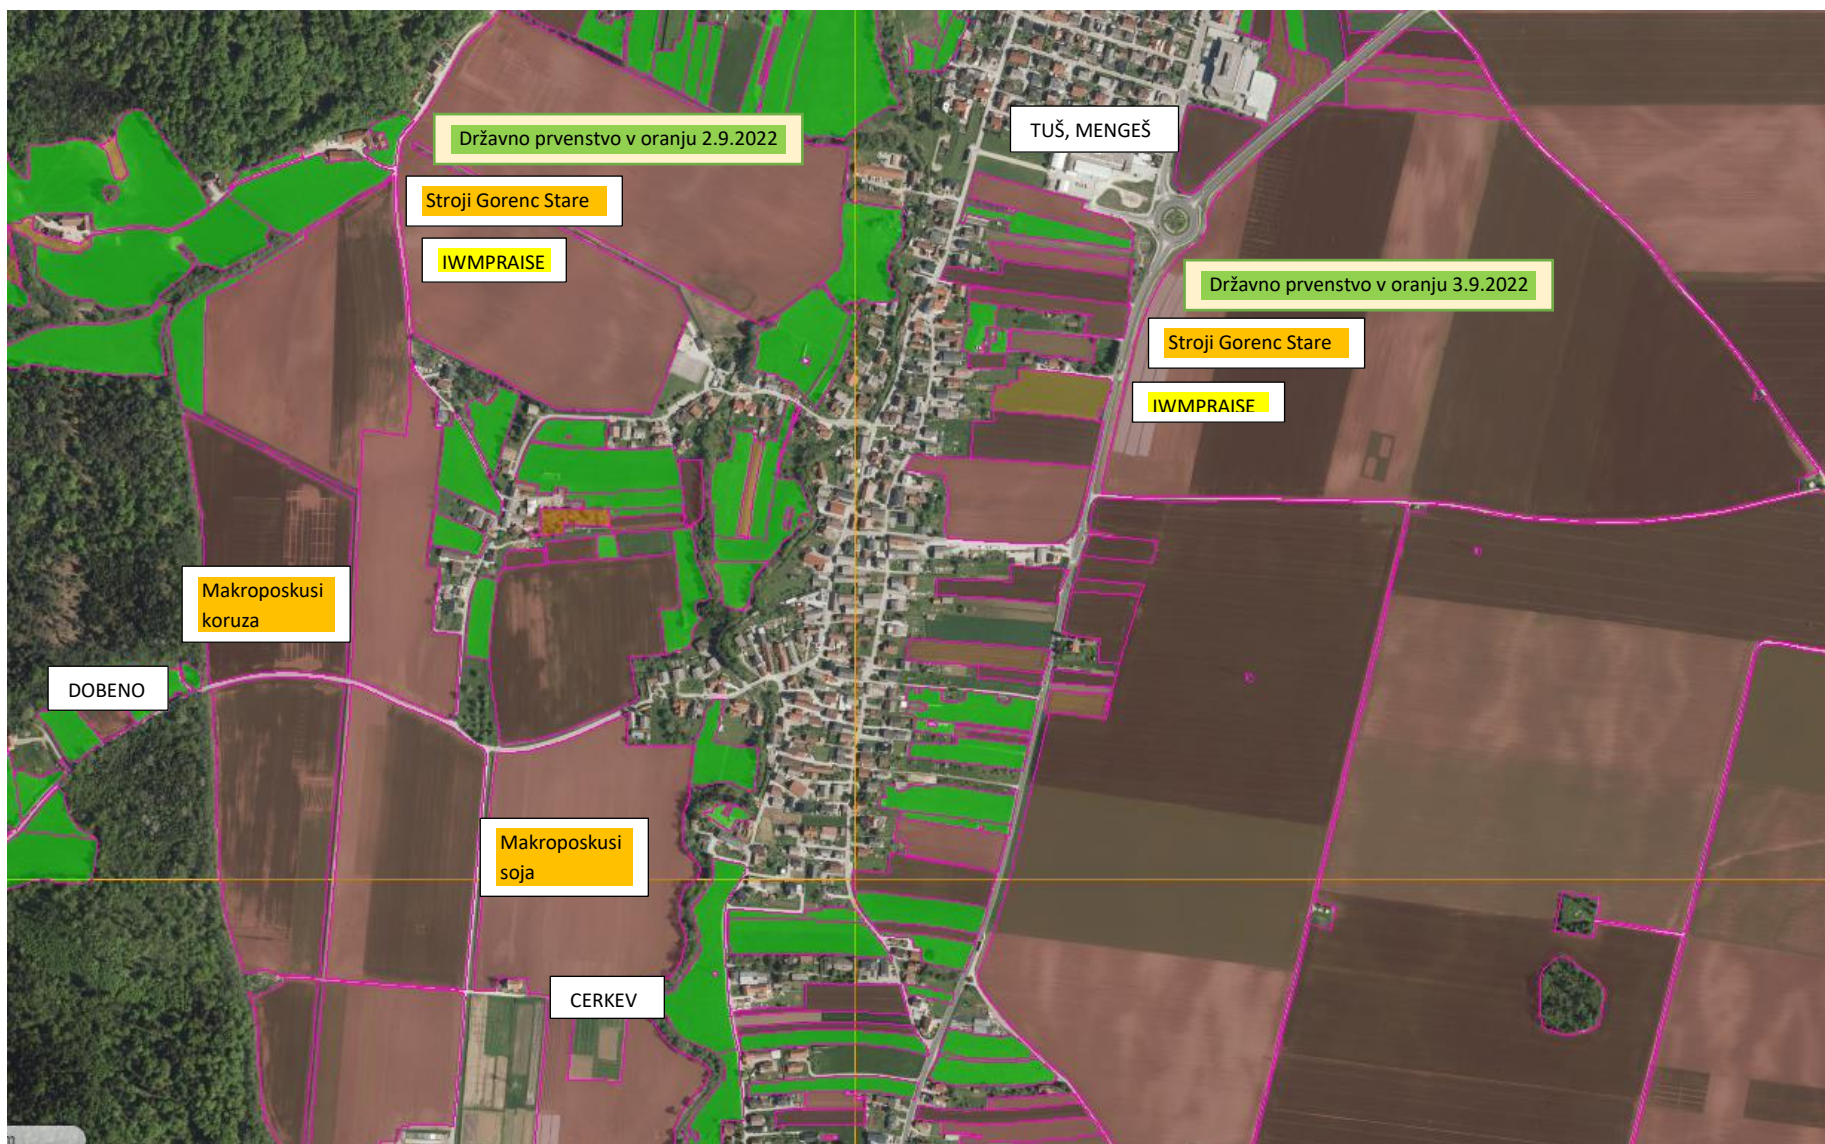 TUŠ, MENGEŠ
Državno prvenstvo v oranju 2.9.2022
Stroji Gorenc Stare
IWMPRAISE
Državno prvenstvo v oranju 3.9.2022
Stroji Gorenc Stare
IWMPRAISE
Makroposkusi
koruza
DOBENO
Makroposkusi
soja
CERKEV